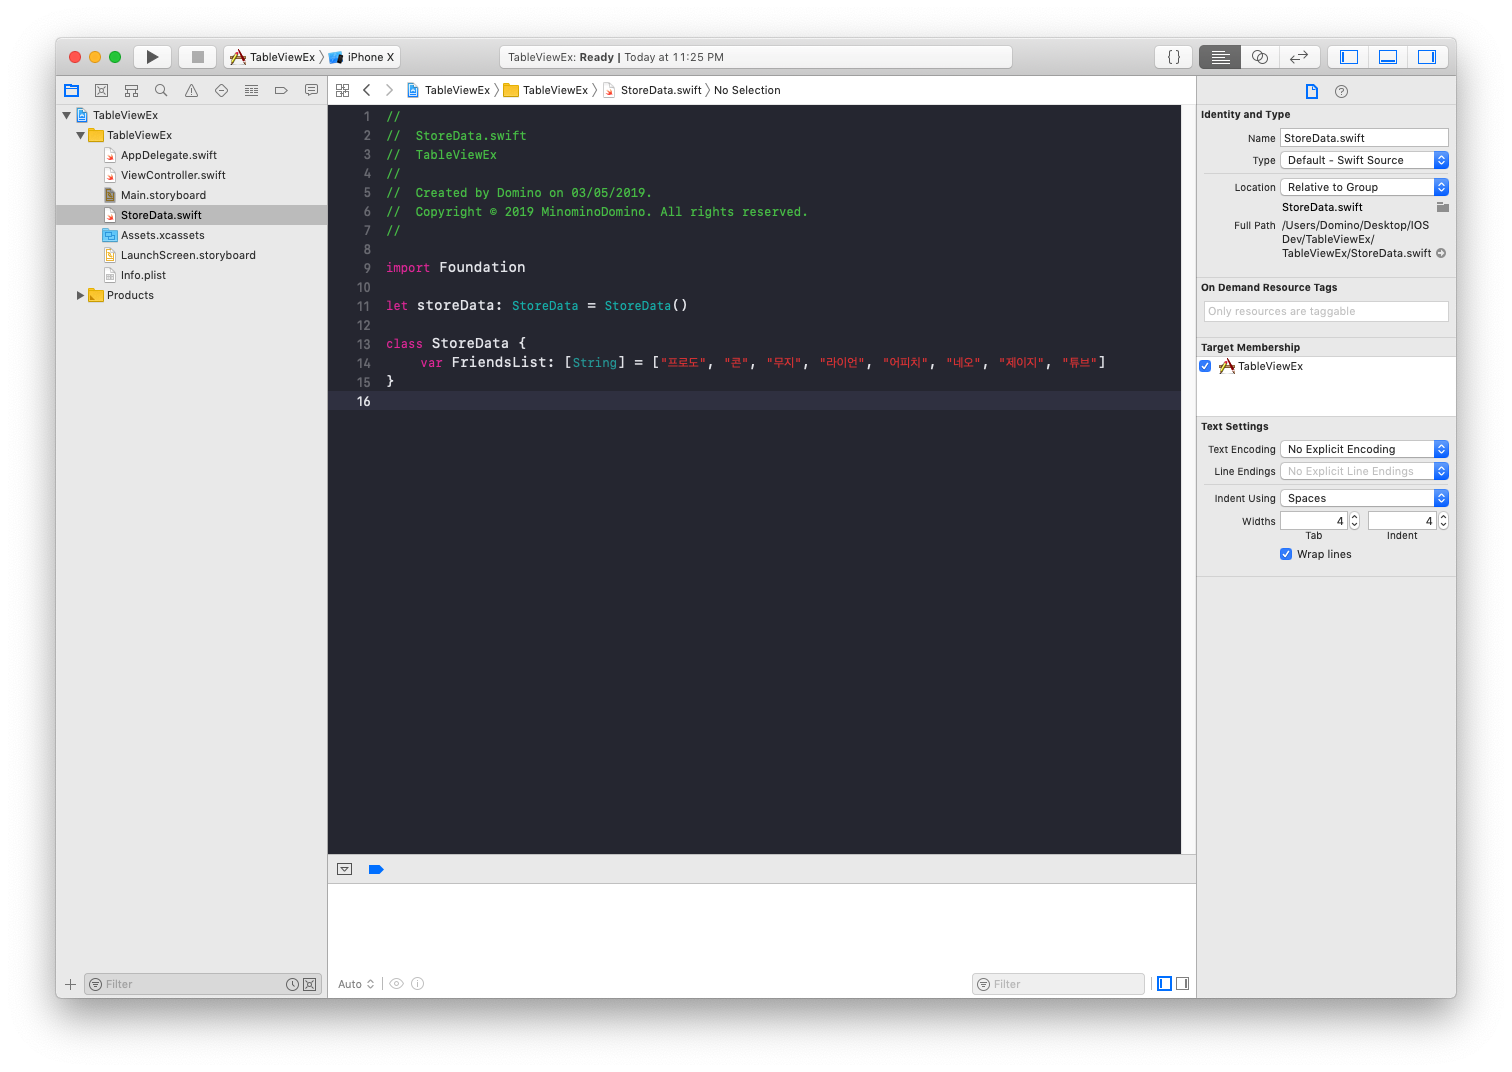 TableViewEx 〉 iPhone X
TableViewEx: Ready | Today at 11:25 PM
{ }
TableViewEx
TableViewEx
AppDelegate.swift
ViewController.swift
Main.storyboard
StoreData.swift
Assets.xcassets
LaunchScreen.storyboard
Info.plist
Products
Filter
TableViewEx 〉 TableViewEx 〉 StoreData.swift 〉 No Selection
1 //
2 //  StoreData.swift
3 //  TableViewEx
4 //
5 //  Created by Domino on 03/05/2019.
6 //  Copyright © 2019 MinominoDomino. All rights reserved.
7 //
8
9 import Foundation
10
11 let storeData: StoreData = StoreData()
12
13 class StoreData {
14     var FriendsList: [String] = ["프로도", "콘", "무지", "라이언", "어피치", "네오", "제이지", "튜브"]
15 }
16
Auto
Filter
Identity and Type
Name StoreData.swift
Type Default - Swift Source
Location Relative to Group
StoreData.swift
Full Path /Users/Domino/Desktop/IOS
Dev/TableViewEx/
TableViewEx/StoreData.swift
On Demand Resource Tags
Only resources are taggable
Target Membership
TableViewEx
Text Settings
Text Encoding No Explicit Encoding
Line Endings No Explicit Line Endings
Indent Using Spaces
Widths 4 4
Tab Indent
Wrap lines